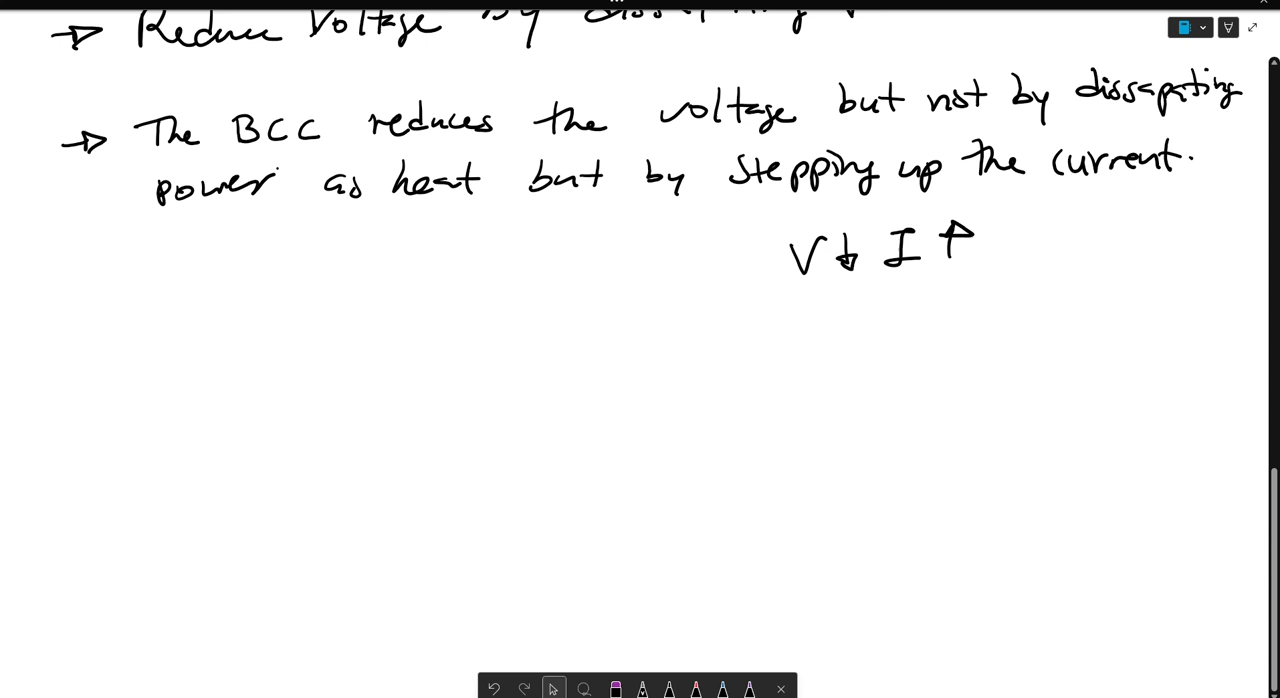 → Reduce Voltage by
→ The BCC reduces the voltage but not by dissapating
power as heat but by stepping up the current.
V↓ I↑